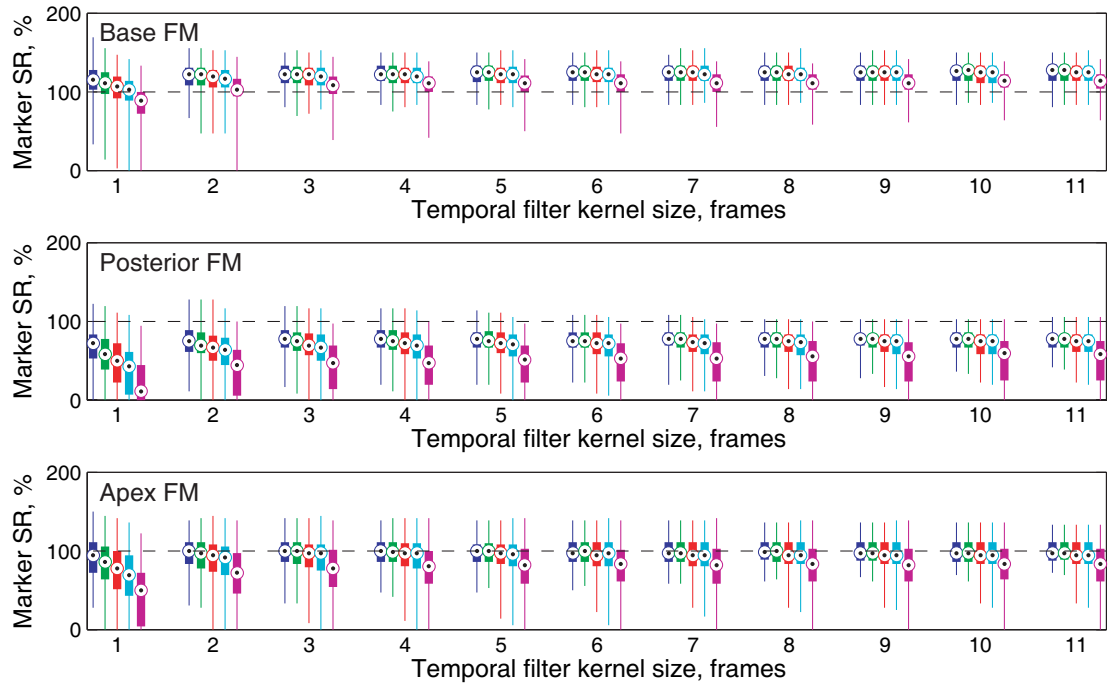 200
Base FM
100
0
Marker SR, %
1 2 3 4 5 6 7 8 9 10 11
Temporal filter kernel size, frames
200
Posterior FM
100
0
Marker SR, %
1 2 3 4 5 6 7 8 9 10 11
Temporal filter kernel size, frames
200
Apex FM
100
0
Marker SR, %
1 2 3 4 5 6 7 8 9 10 11
Temporal filter kernel size, frames